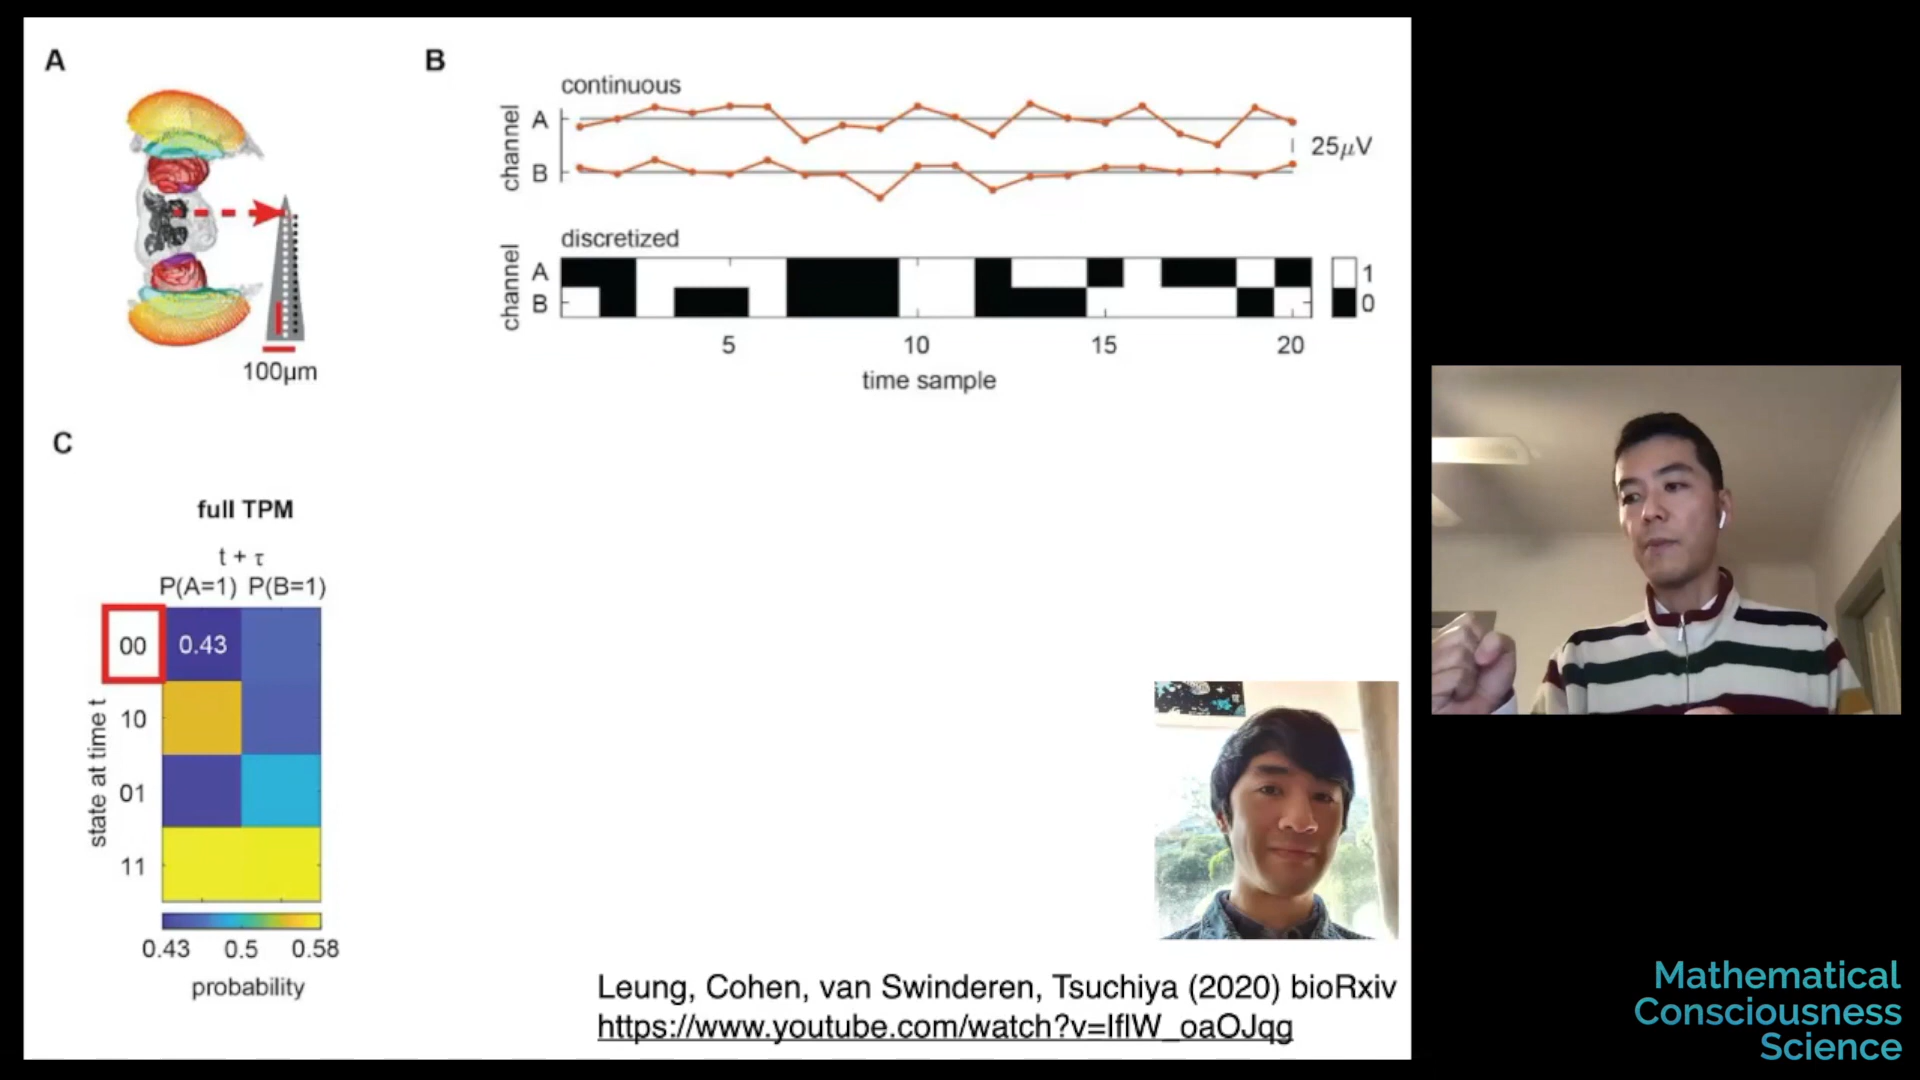 A
100µm
B
continuous
channel
A
B
25µV
discretized
channel
A
B
1
0
5 10 15 20
time sample
C
full TPM
t + τ
P(A=1) P(B=1)
state at time t
00 0.43
10
01
11
0.43 0.5 0.58
probability
Leung, Cohen, van Swinderen, Tsuchiya (2020) bioRxiv
https://www.youtube.com/watch?v=IflW_oaOJqg
Mathematical
Consciousness
Science